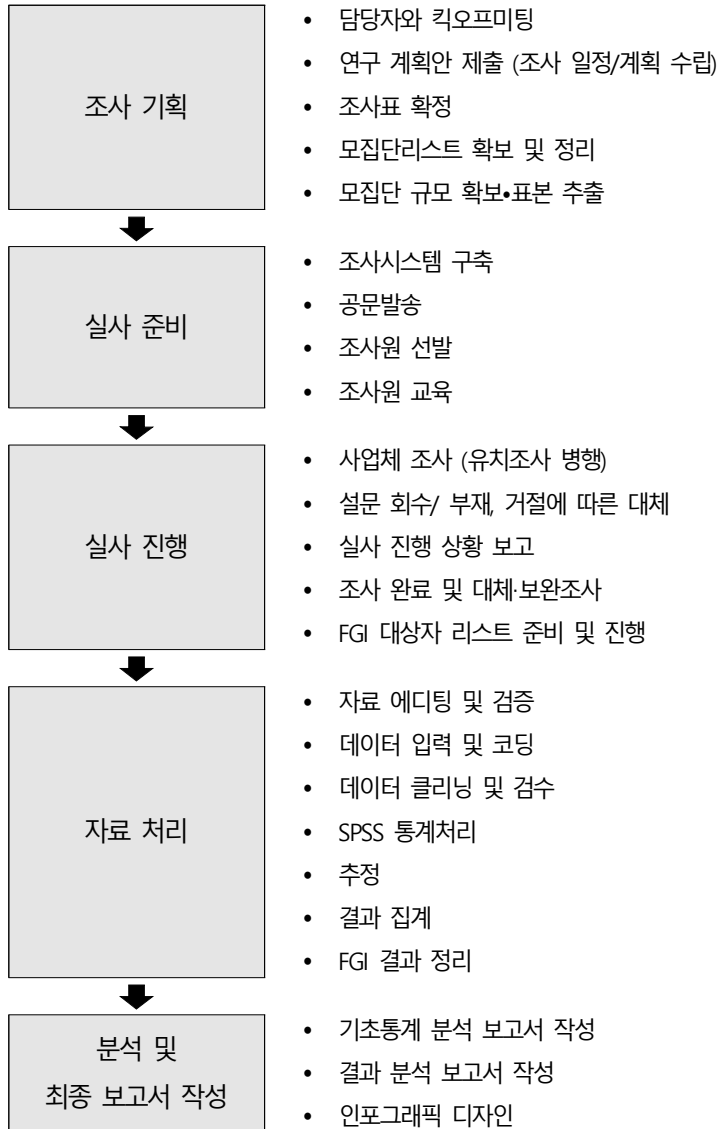 조사 기획
• 담당자와 킥오프미팅
• 연구 계획안 제출 (조사 일정/계획 수립)
• 조사표 확정
• 모집단리스트 확보 및 정리
• 모집단 규모 확보•표본 추출
실사 준비
• 조사시스템 구축
• 공문발송
• 조사원 선발
• 조사원 교육
실사 진행
• 사업체 조사 (유치조사 병행)
• 설문 회수/ 부재, 거절에 따른 대체
• 실사 진행 상황 보고
• 조사 완료 및 대체·보완조사
• FGI 대상자 리스트 준비 및 진행
자료 처리
• 자료 에디팅 및 검증
• 데이터 입력 및 코딩
• 데이터 클리닝 및 검수
• SPSS 통계처리
• 추정
• 결과 집계
• FGI 결과 정리
분석 및
최종 보고서 작성
• 기초통계 분석 보고서 작성
• 결과 분석 보고서 작성
• 인포그래픽 디자인